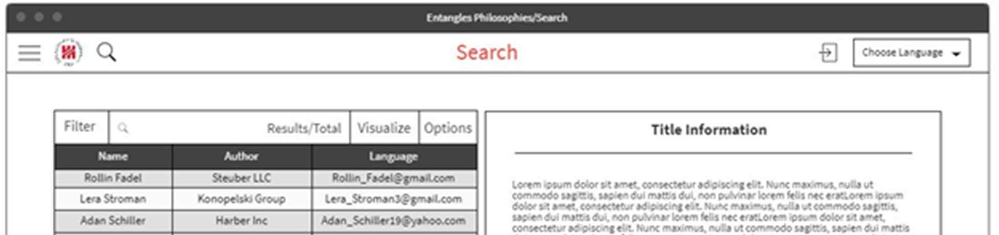 Entangles Philosophies/Search
Search
Choose Language
Filter
Results/Total
Visualize
Options
Name Author Language
Rollin Fadel Steuber LLC Rollin_Fadel@gmail.com
Lera Stroman Konopelski Group Lera_Stroman3@gmail.com
Adan Schiller Harber Inc Adan_Schiller19@yahoo.com
Title Information
Lorem ipsum dolor sit amet, consectetur adipiscing elit. Nunc maximus, nulla ut
commodo sagittis, sapien dui mattis dui, non pulvinar lorem felis nec eratLorem ipsum
dolor sit amet, consectetur adipiscing elit. Nunc maximus, nulla ut commodo sagittis,
sapien dui mattis dui, non pulvinar lorem felis nec eratLorem ipsum dolor sit amet,
consectetur adipiscing elit. Nunc maximus, nulla ut commodo sagittis, sapien dui mattis